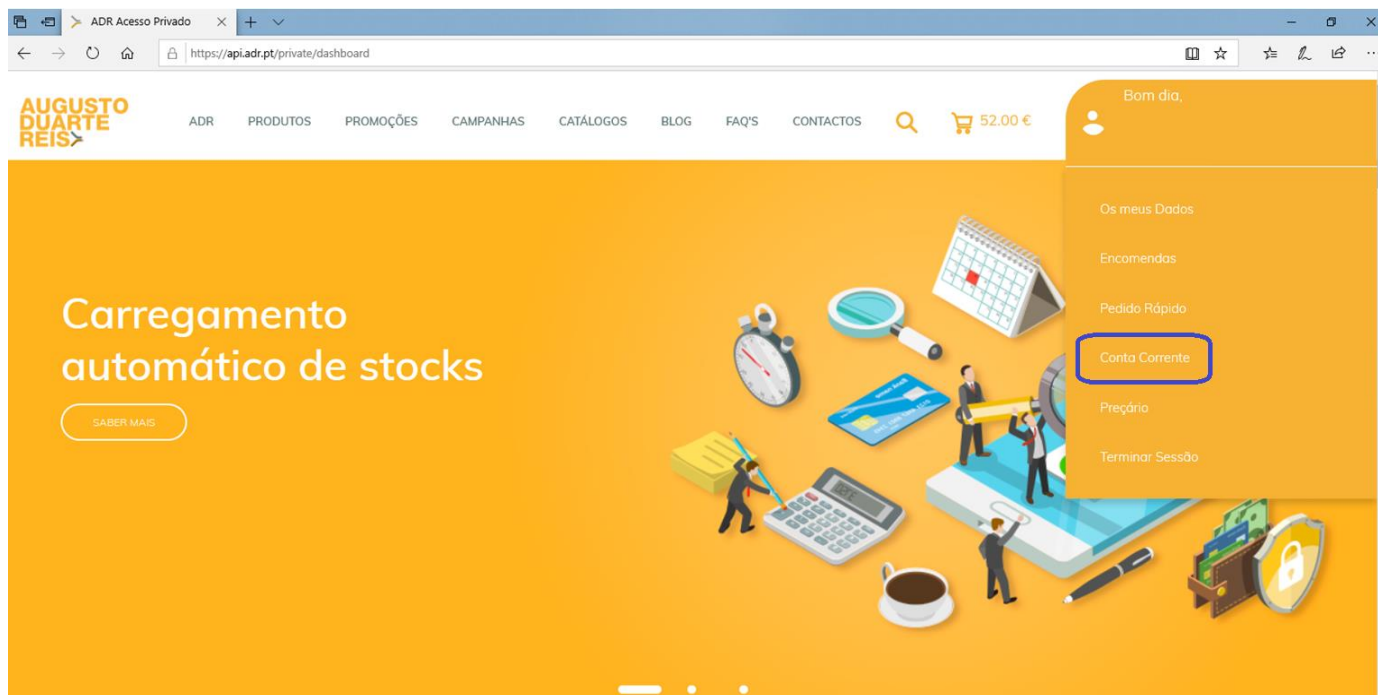 ADR Acesso Privado
https://api.adr.pt/private/dashboard
AUGUSTO
DUARTE
REIS
ADR PRODUTOS PROMOÇÕES CAMPANHAS CATÁLOGOS BLOG FAQ'S CONTACTOS 52.00 €
Bom dia,
Os meus Dados
Encomendas
Pedido Rápido
Conta Corrente
Preçário
Terminar Sessão
Carregamento
automático de stocks
SABER MAIS